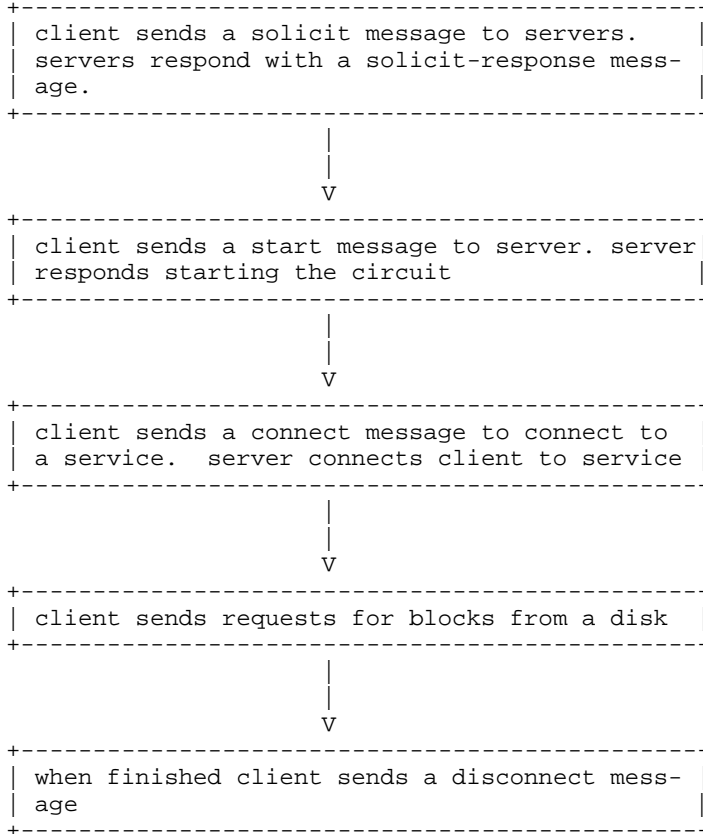 client sends a solicit message to servers.
servers respond with a solicit-response mess-
age.
V
client sends a start message to server. server
responds starting the circuit
V
client sends a connect message to connect to
a service.  server connects client to service
V
client sends requests for blocks from a disk
V
when finished client sends a disconnect mess-
age